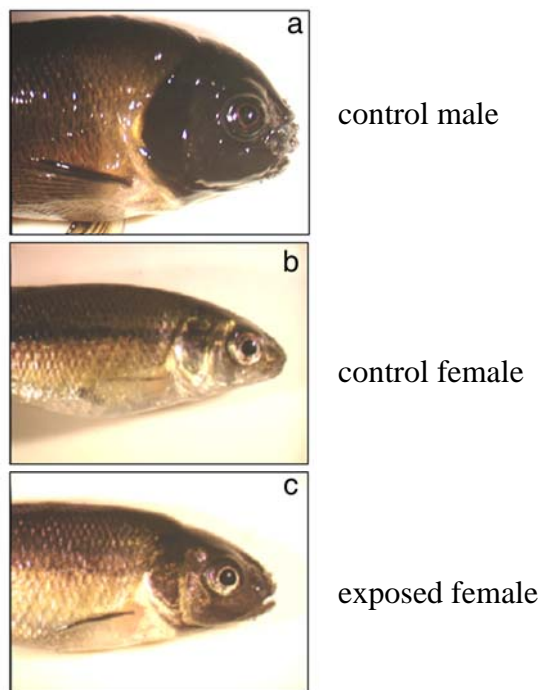 a
control male
b
control female
c
exposed female